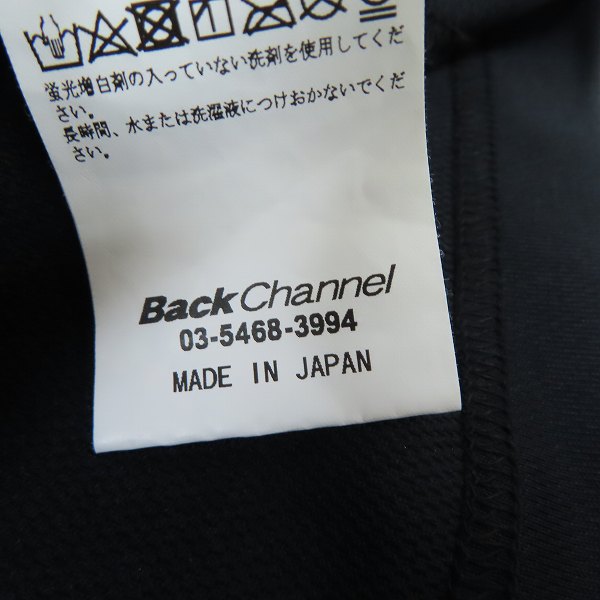 蛍光増白剤の入っていない洗剤を使用してくだ
さい。
長時間、水または洗濯液につけおかないでくだ
さい。
Back Channel
03-5468-3994
MADE IN JAPAN